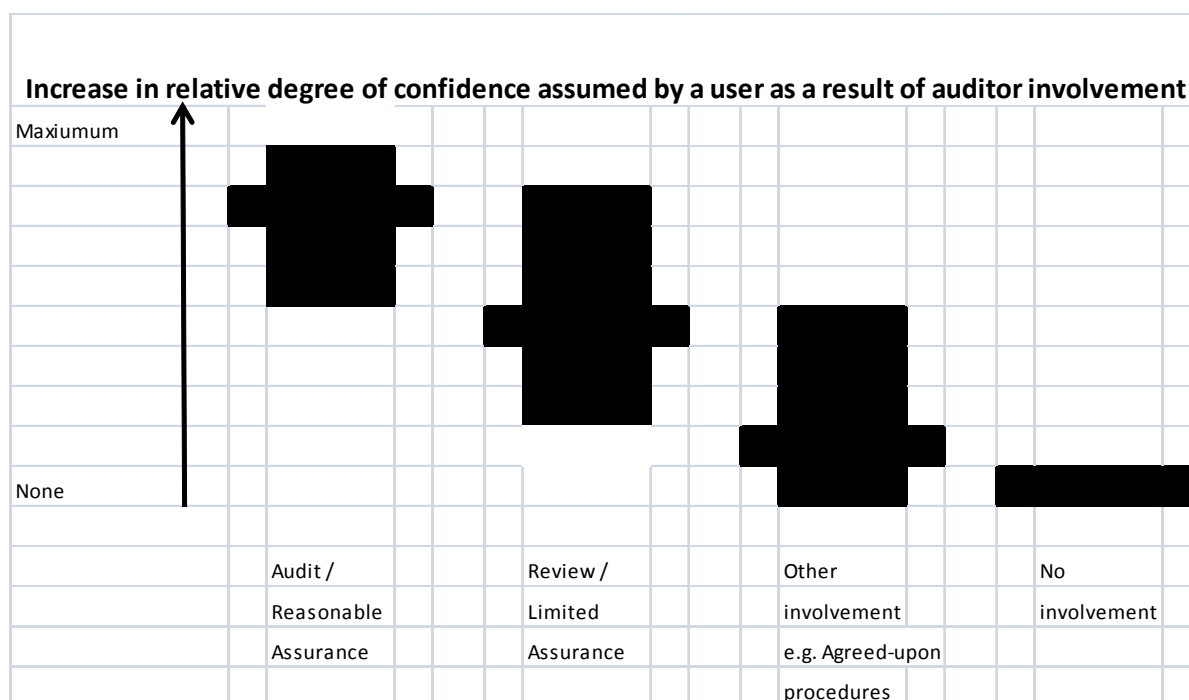 Increase in relative degree of confidence assumed by a user as a result of auditor involvement
Maxiumum
None
Audit /
Reasonable
Assurance
Review /
Limited
Assurance
Other
involvement
e.g. Agreed-upon
procedures
No
involvement